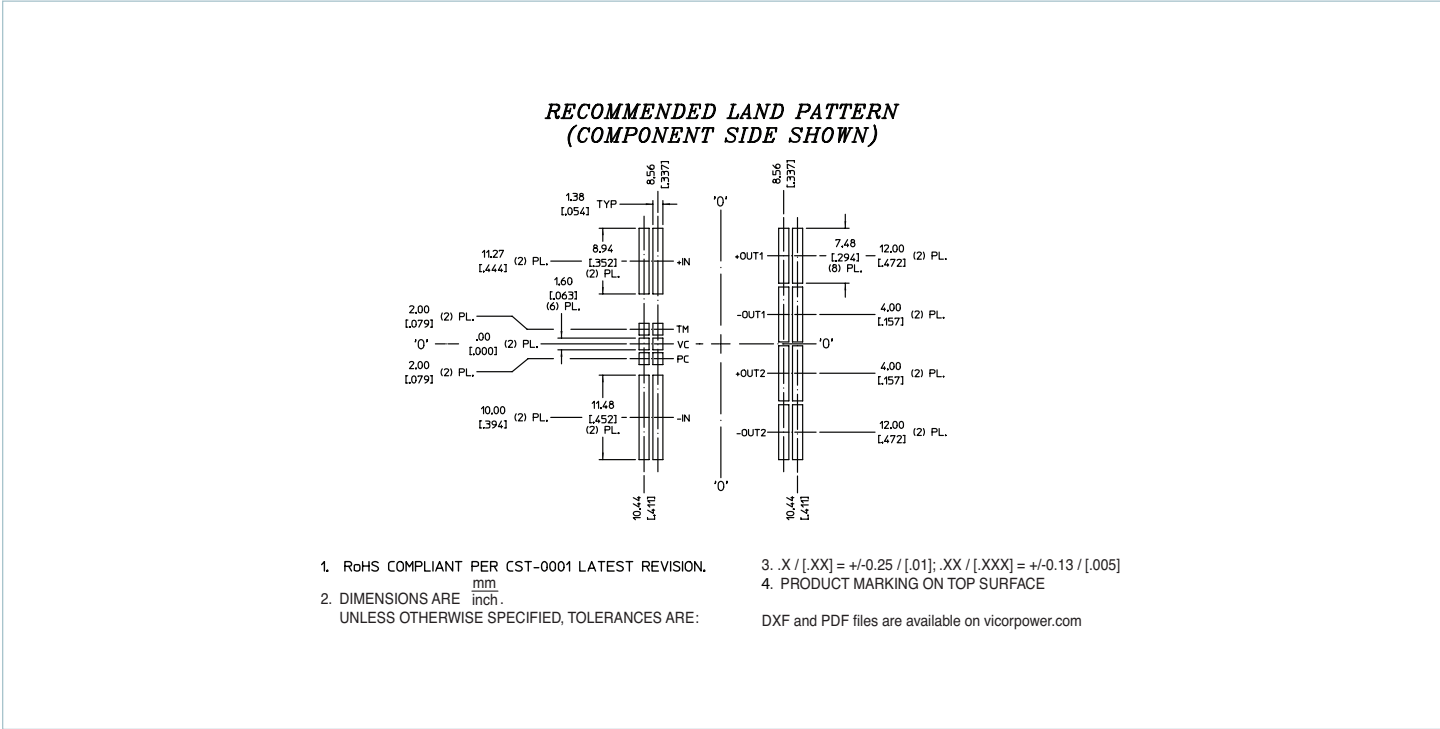 RECOMMENDED LAND PATTERN
(COMPONENT SIDE SHOWN)
8.56
[.337]
8.56
[.337]
1.38
[.054]
TYP
'0'
11.27
[.444]
(2) PL.
8.94
[.352]
(2) PL.
+IN
+OUT1
7.48
[.294]
(8) PL.
12.00
[.472]
(2) PL.
1.60
[.063]
(6) PL.
2.00
[.079]
(2) PL.
TM
-OUT1
4.00
[.157]
(2) PL.
'0'
.00
[.000]
(2) PL.
VC
'0'
2.00
[.079]
(2) PL.
PC
+OUT2
4.00
[.157]
(2) PL.
10.00
[.394]
(2) PL.
11.48
[.452]
(2) PL.
-IN
-OUT2
12.00
[.472]
(2) PL.
'0'
10.44
[.411]
10.44
[.411]
1. RoHS COMPLIANT PER CST-0001 LATEST REVISION.
2. DIMENSIONS ARE mm
inch.
UNLESS OTHERWISE SPECIFIED, TOLERANCES ARE:
3. .X / [.XX] = +/-0.25 / [.01]; .XX / [.XXX] = +/-0.13 / [.005]
4. PRODUCT MARKING ON TOP SURFACE
DXF and PDF files are available on vicorpower.com